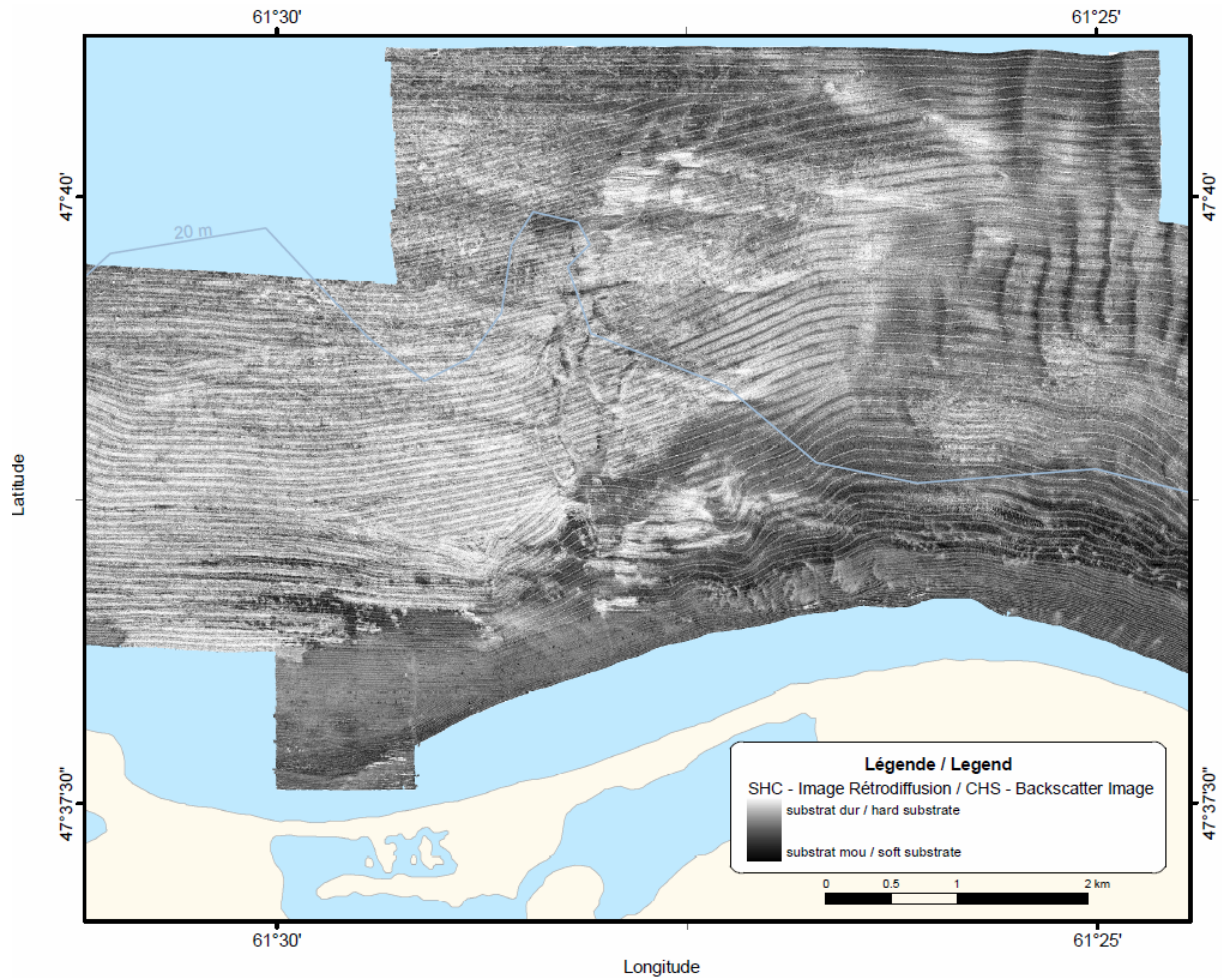 61°30'
61°25'
47°40'
47°40'
20 m
Latitude
Légende / Legend
SHC - Image Rétrodiffusion / CHS - Backscatter Image
substrat dur / hard substrate
substrat mou / soft substrate
47°37'30"
47°37'30"
0 0.5 1 2 km
61°30'
61°25'
Longitude